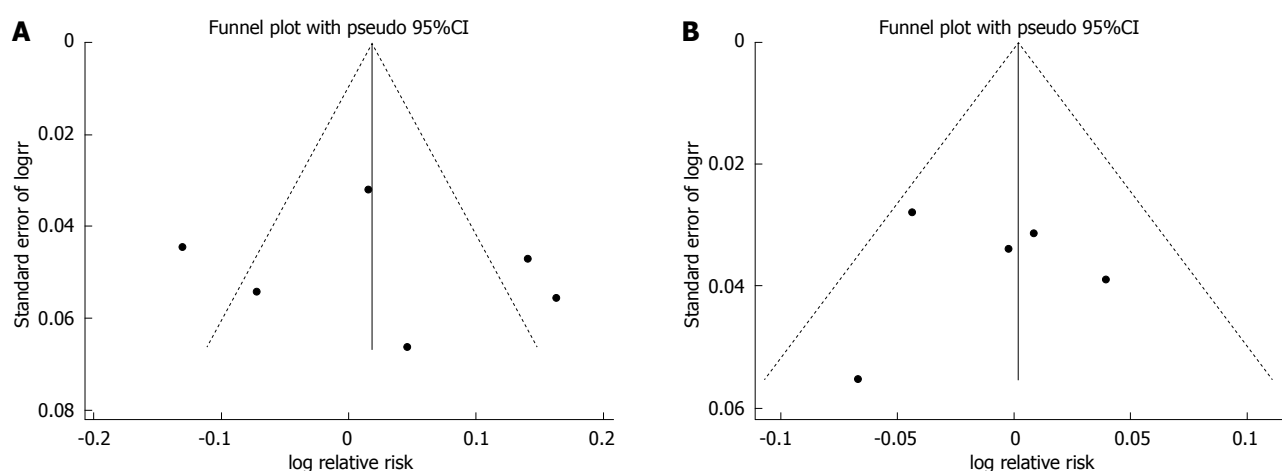 A
Funnel plot with pseudo 95%CI
0
0.02
0.04
0.06
0.08
Standard error of logrr
-0.2
-0.1
0
0.1
0.2
log relative risk
B
Funnel plot with pseudo 95%CI
0
0.02
0.04
0.06
Standard error of logrr
-0.1
-0.05
0
0.05
0.1
log relative risk